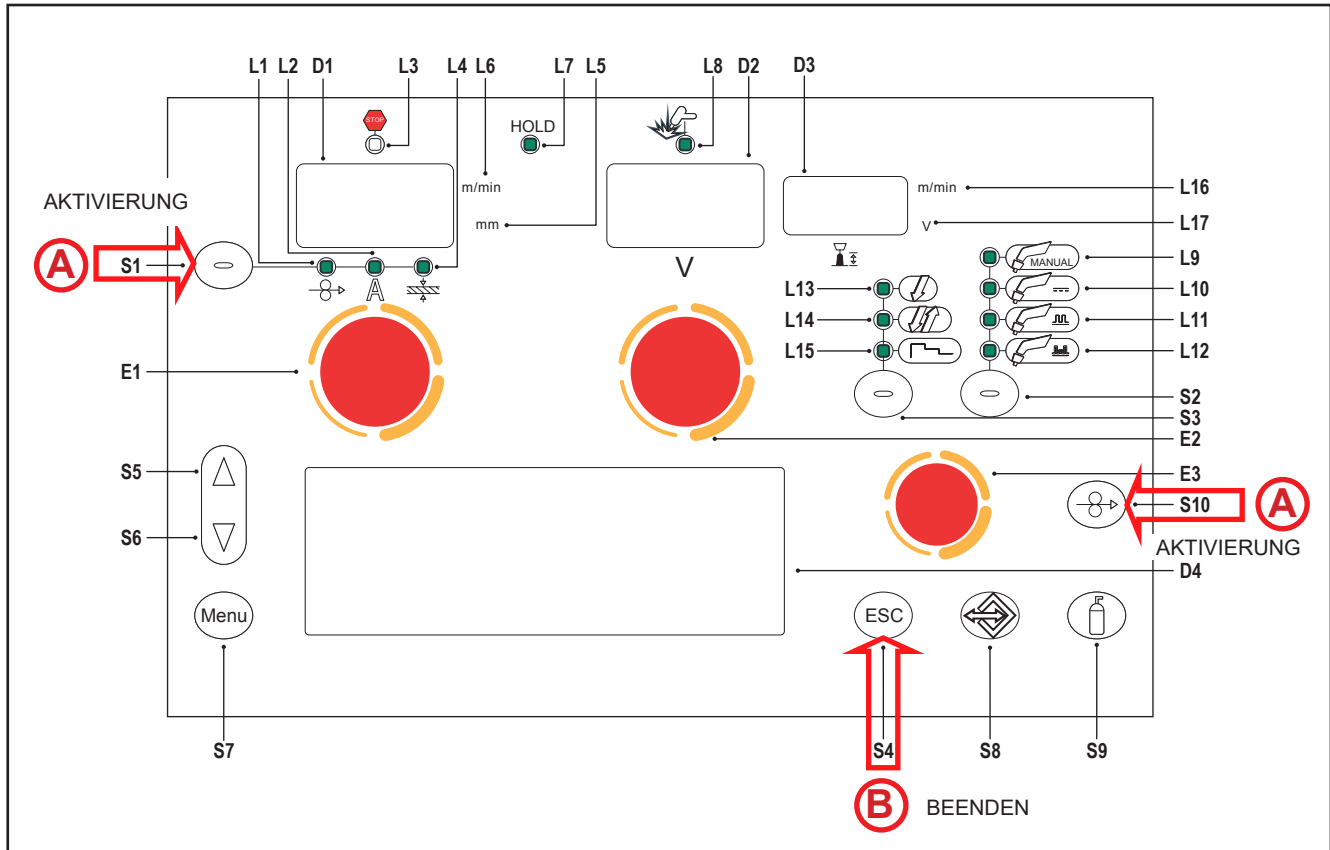 L1 L2 D1 L3 L4 L6 L7 L5 L8 D2 D3
STOP
HOLD
m/min
m/min
L16
AKTIVIERUNG
mm
V
L17
A
S1
A
V
MANUAL
L9
L13
L10
L14
L11
L15
L12
E1
S2
S3
E2
S5
E3
S10
A
S6
AKTIVIERUNG
D4
Menu
ESC
S7
S4
S8
S9
B
BEENDEN